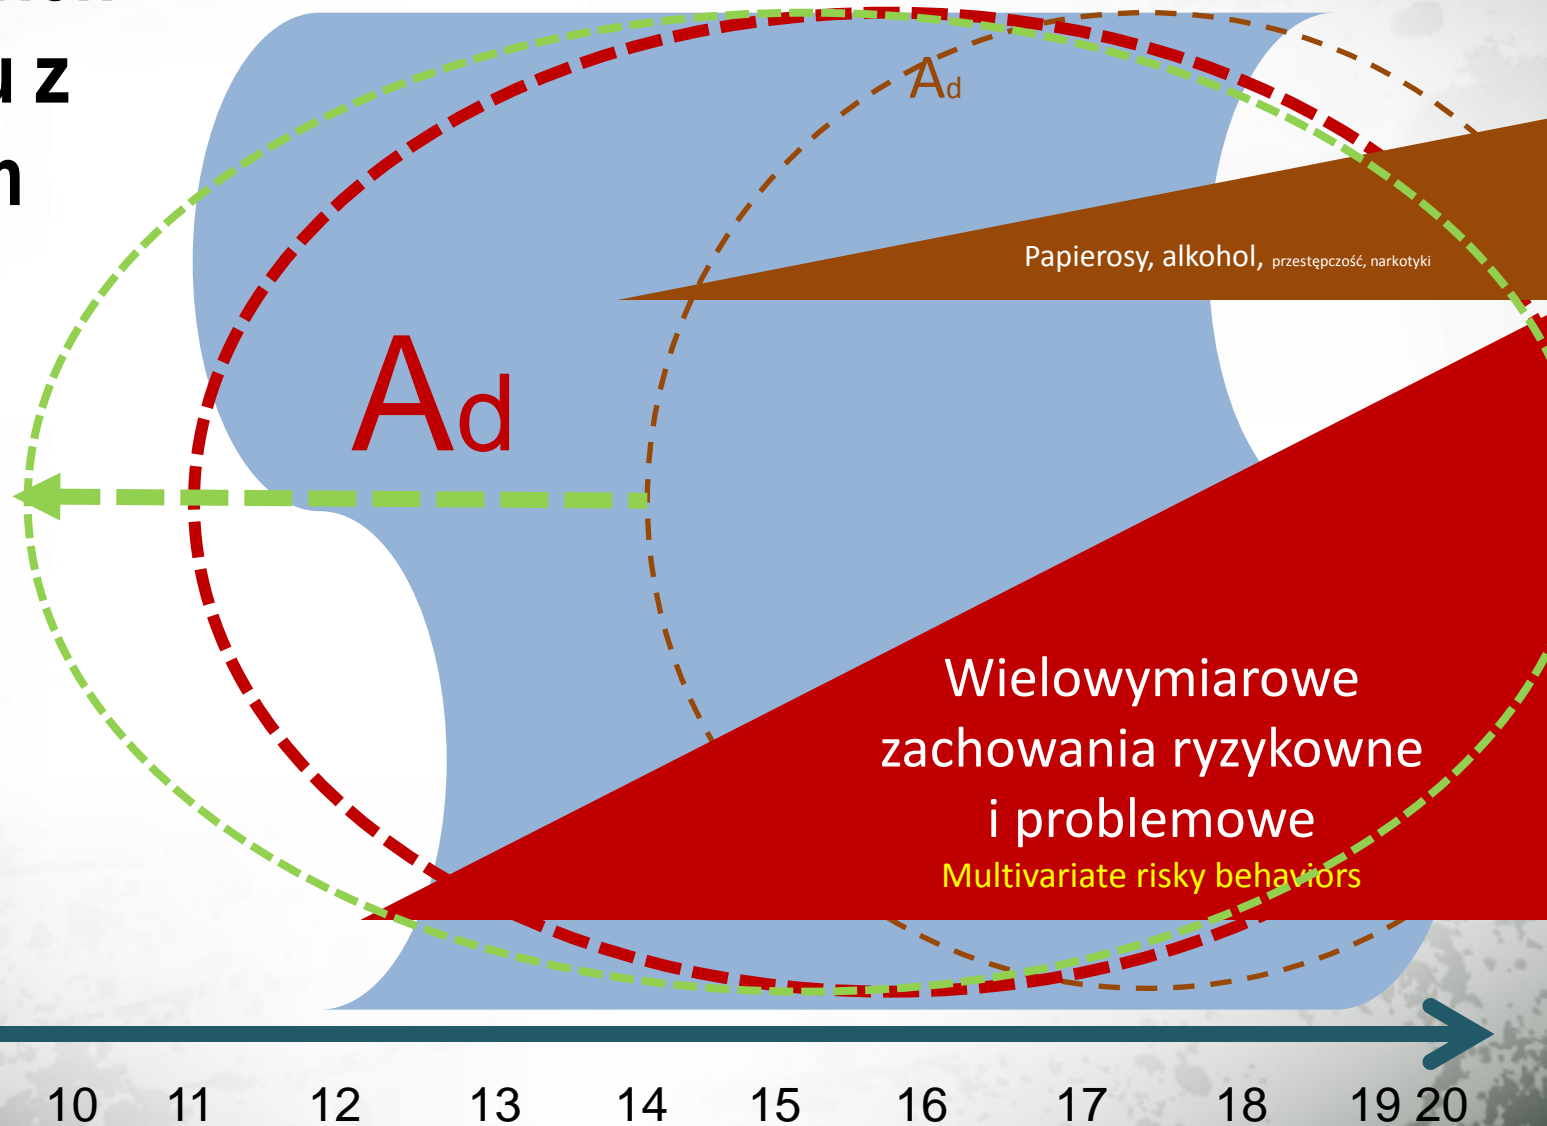 u z
Ad
Papierosy, alkohol, przestępczość, narkotyki
Ad
Wielowymiarowe
zachowania ryzykowne
i problemowe
Multivariate risky behaviors
10 11 12 13 14 15 16 17 18 19 20